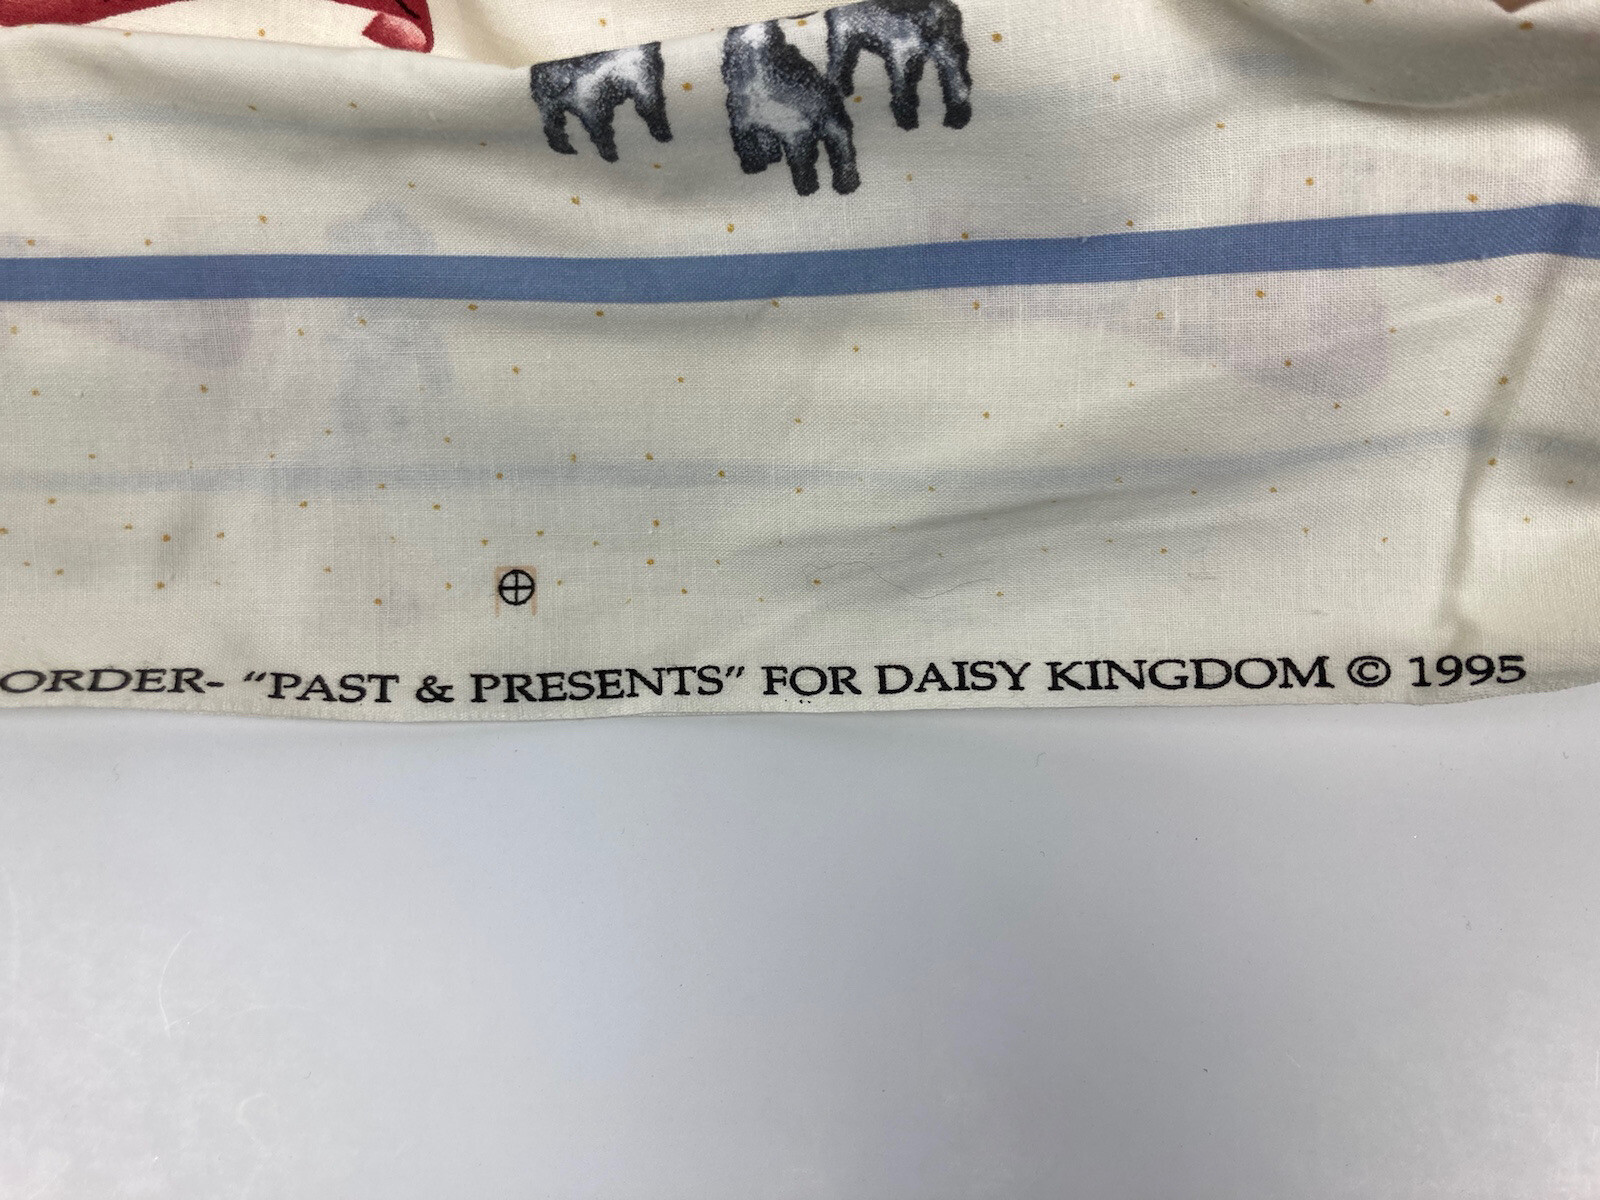 ORDER- “PAST & PRESENTS” FOR DAISY KINGDOM © 1995